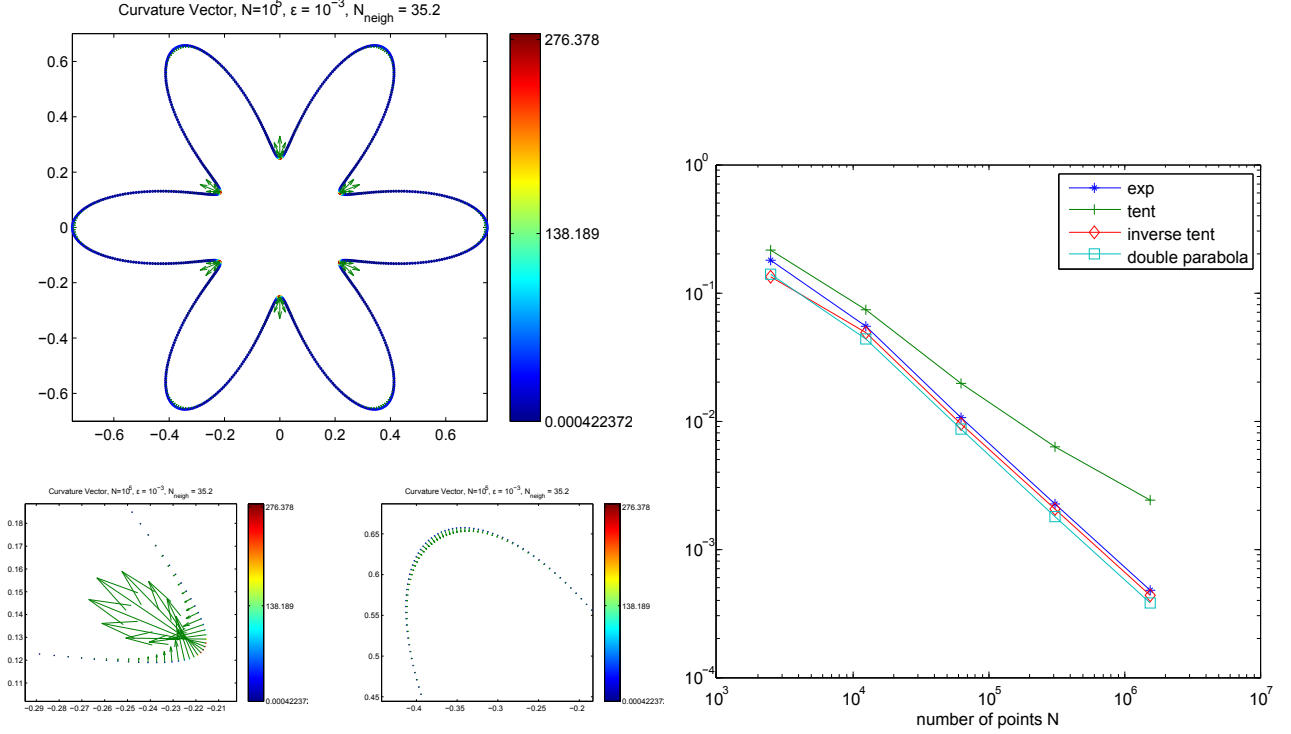 Curvature Vector, N=10^5, ε = 10^−3, N_neigh = 35.2
0.6
0.4
0.2
0
−0.2
−0.4
−0.6
−0.6 −0.4 −0.2 0 0.2 0.4 0.6
276.378
138.189
0.000422372
Curvature Vector, N=10^5, ε = 10^−3, N_neigh = 35.2
0.18
0.17
0.16
0.15
0.14
0.13
0.12
0.11
−0.29 −0.28 −0.27 −0.26 −0.25 −0.24 −0.23 −0.22 −0.21
276.378
138.189
0.00042237
Curvature Vector, N=10^5, ε = 10^−3, N_neigh = 35.2
0.65
0.6
0.55
0.5
0.45
−0.4 −0.35 −0.3 −0.25 −0.2
276.378
138.189
0.00042237
10^0
10^−1
10^−2
10^−3
10^−4
10^3 10^4 10^5 10^6 10^7
number of points N
exp
tent
inverse tent
double parabola